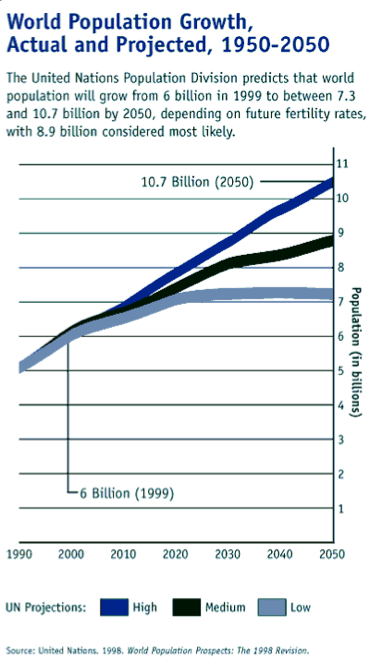 World Population Growth,
Actual and Projected, 1950-2050
The United Nations Population Division predicts that world
population will grow from 6 billion in 1999 to between 7.3
and 10.7 billion by 2050, depending on future fertility rates,
with 8.9 billion considered most likely.
11
10.7 Billion (2050)
10
9
8
7
6
5
4
3
2
1
Population (in billions)
6 Billion (1999)
1990 2000 2010 2020 2030 2040 2050
UN Projections: High Medium Low
Source: United Nations. 1998. World Population Prospects: The 1998 Revision.